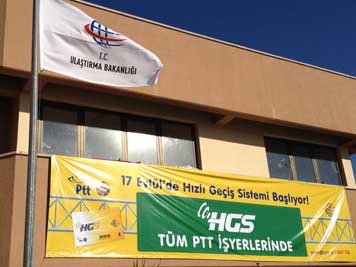 T.C.
ULAŞTIRMA BAKANLIĞI
17 Eylül'de Hızlı Geçiş Sistemi Başlıyor!
Ptt
HGS
HGS
TÜM PTT İŞYERLERİNDE